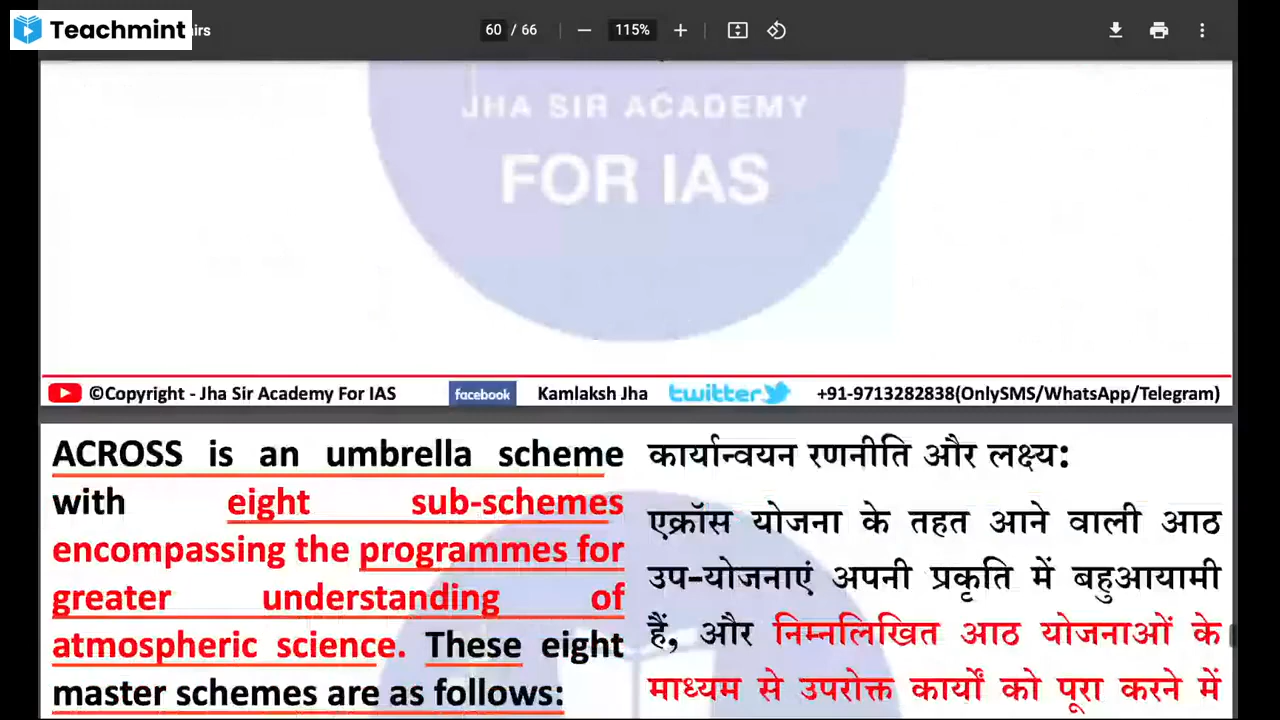 Teachmint
irs
60 / 66
115%
JHA SIR ACADEMY
FOR IAS
©Copyright - Jha Sir Academy For IAS facebook Kamlaksh Jha twitter +91-9713282838(OnlySMS/WhatsApp/Telegram)
ACROSS is an umbrella scheme
with eight sub-schemes
encompassing the programmes for
greater understanding of
atmospheric science. These eight
master schemes are as follows:
कार्यान्वयन रणनीति और लक्ष्य:
एक्रॉस योजना के तहत आने वाली आठ
उप-योजनाएं अपनी प्रकृति में बहुआयामी
हैं, और निम्नलिखित आठ योजनाओं के
माध्यम से उपरोक्त कार्यों को पूरा करने में